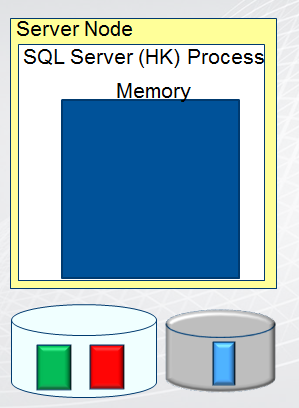 Server Node
SQL Server (HK) Process
Memory